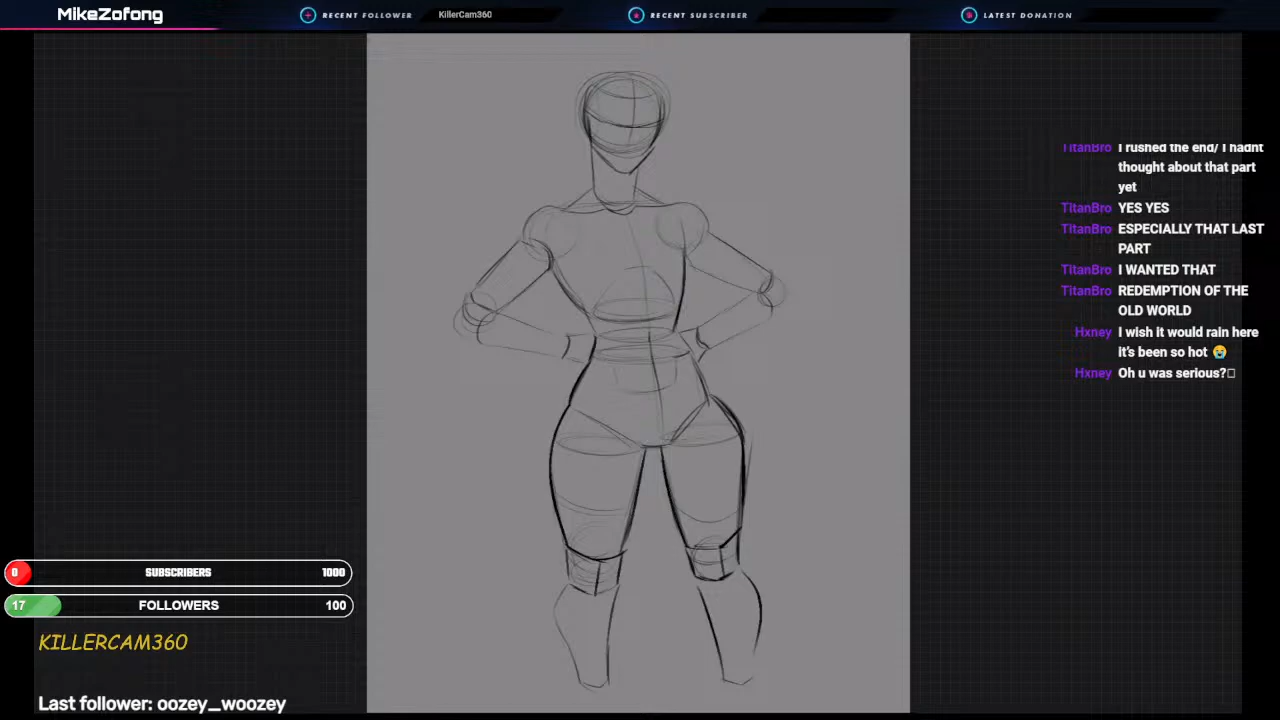 MikeZofong
RECENT FOLLOWER
KillerCam360
RECENT SUBSCRIBER
LATEST DONATION
TitanBro I rushed the end/ I hadnt
thought about that part
yet
TitanBro YES YES
TitanBro ESPECIALLY THAT LAST
PART
TitanBro I WANTED THAT
TitanBro REDEMPTION OF THE
OLD WORLD
Hxney I wish it would rain here
it's been so hot 😭
Hxney Oh u was serious?
0 SUBSCRIBERS 1000
17 FOLLOWERS 100
KILLERCAM360
Last follower: oozey_woozey